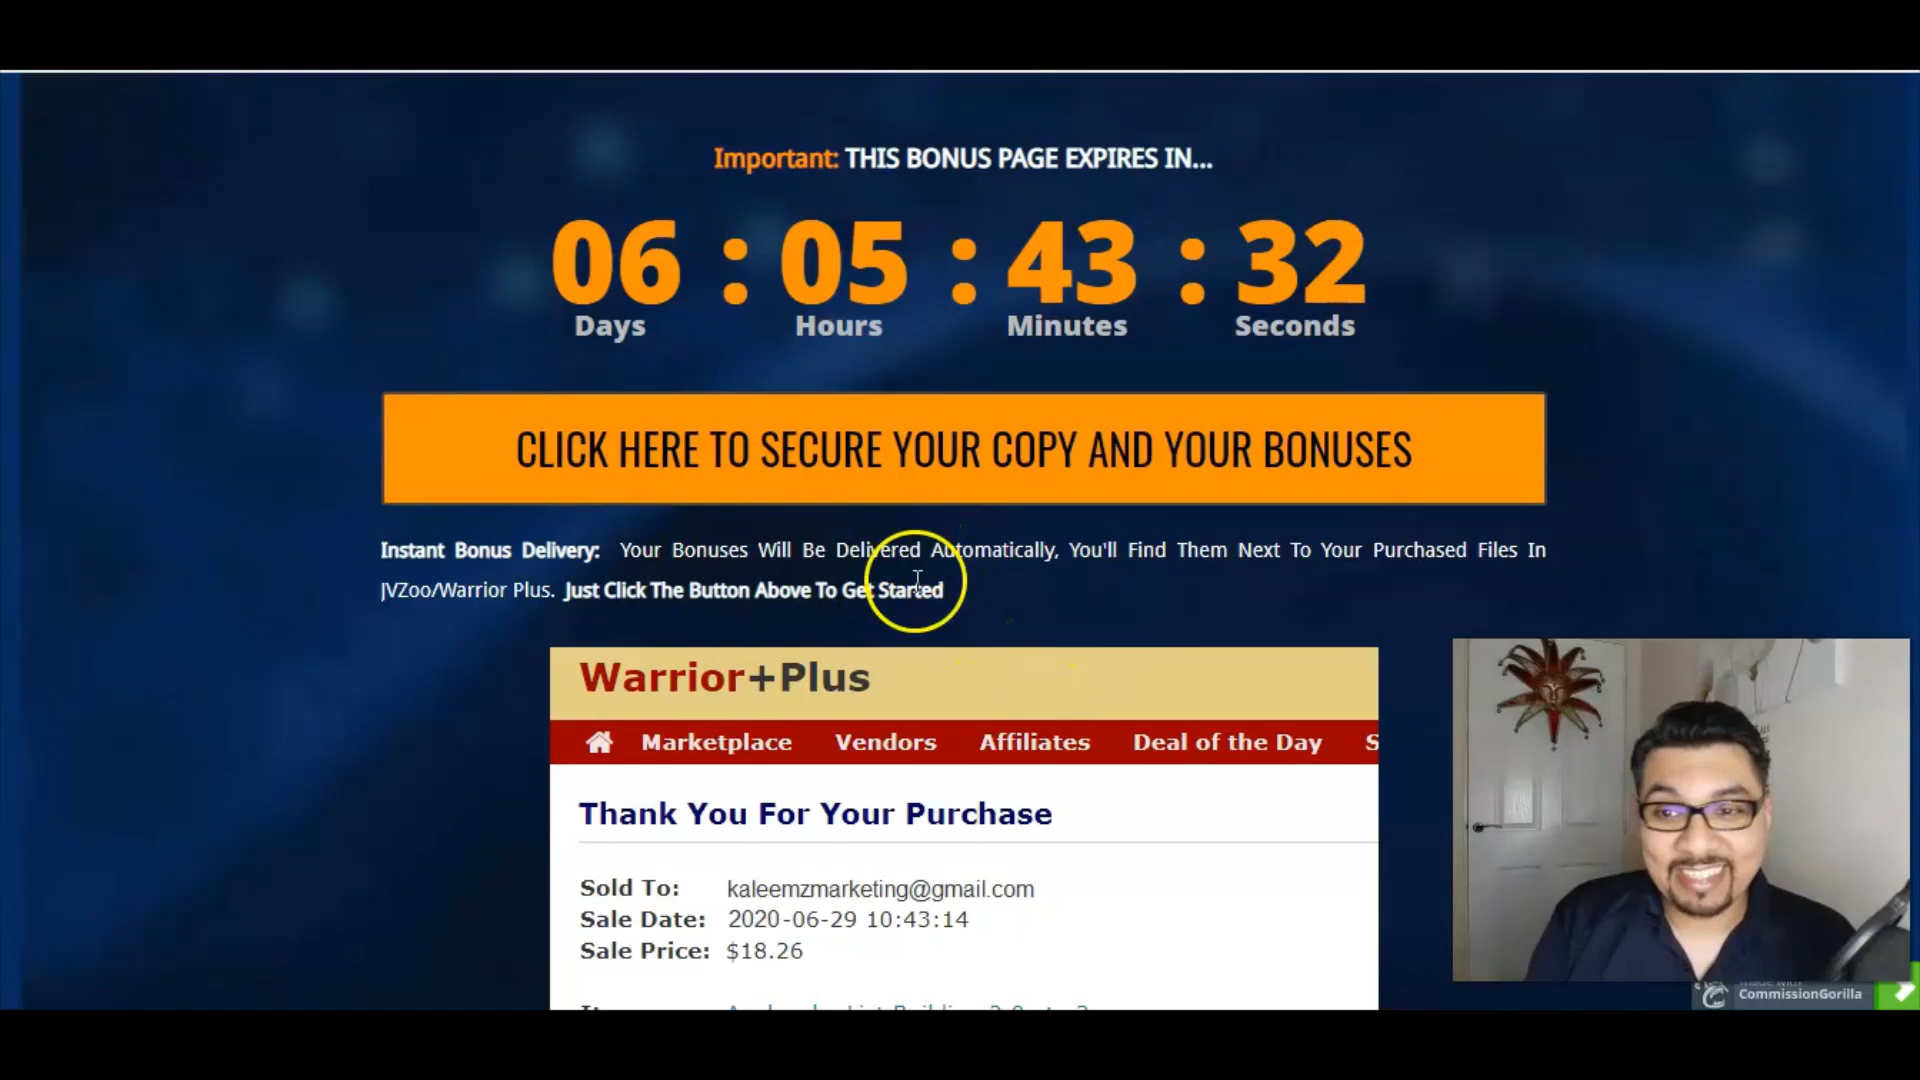 Important: THIS BONUS PAGE EXPIRES IN...
06 : 05 : 43 : 32
Days Hours Minutes Seconds
CLICK HERE TO SECURE YOUR COPY AND YOUR BONUSES
Instant Bonus Delivery: Your Bonuses Will Be Delivered Automatically, You'll Find Them Next To Your Purchased Files In
JVZoo/Warrior Plus. Just Click The Button Above To Get Started
Warrior+Plus
Marketplace Vendors Affiliates Deal of the Day S
Thank You For Your Purchase
Sold To: kaleemzmarketing@gmail.com
Sale Date: 2020-06-29 10:43:14
Sale Price: $18.26
CommissionGorilla